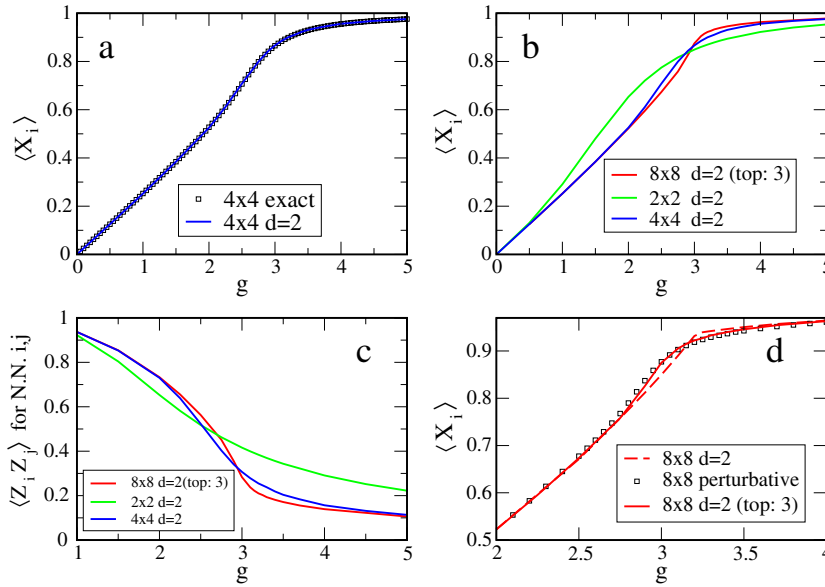 a
⟨X_i⟩
1
0.8
0.6
0.4
0.2
0
4x4 exact
4x4 d=2
0 1 2 3 4 5
g
b
⟨X_i⟩
1
0.8
0.6
0.4
0.2
0
8x8 d=2 (top: 3)
2x2 d=2
4x4 d=2
0 1 2 3 4 5
g
c
⟨Z_i Z_j⟩ for N.N. i,j
1
0.8
0.6
0.4
0.2
0
8x8 d=2(top: 3)
2x2 d=2
4x4 d=2
1 2 3 4 5
g
d
⟨X_i⟩
0.9
0.8
0.7
0.6
0.5
8x8 d=2
8x8 perturbative
8x8 d=2 (top: 3)
2 2.5 3 3.5 4
g